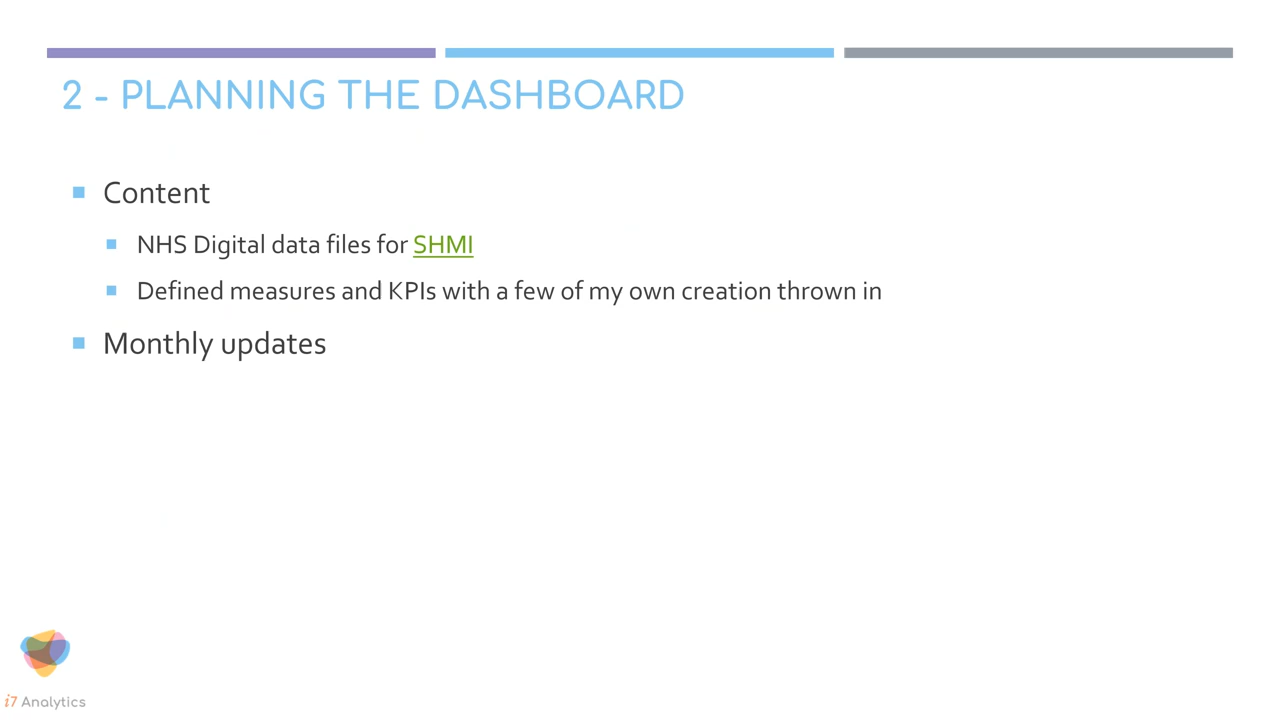 2 - PLANNING THE DASHBOARD
Content
NHS Digital data files for SHMI
Defined measures and KPIs with a few of my own creation thrown in
Monthly updates
i7 Analytics